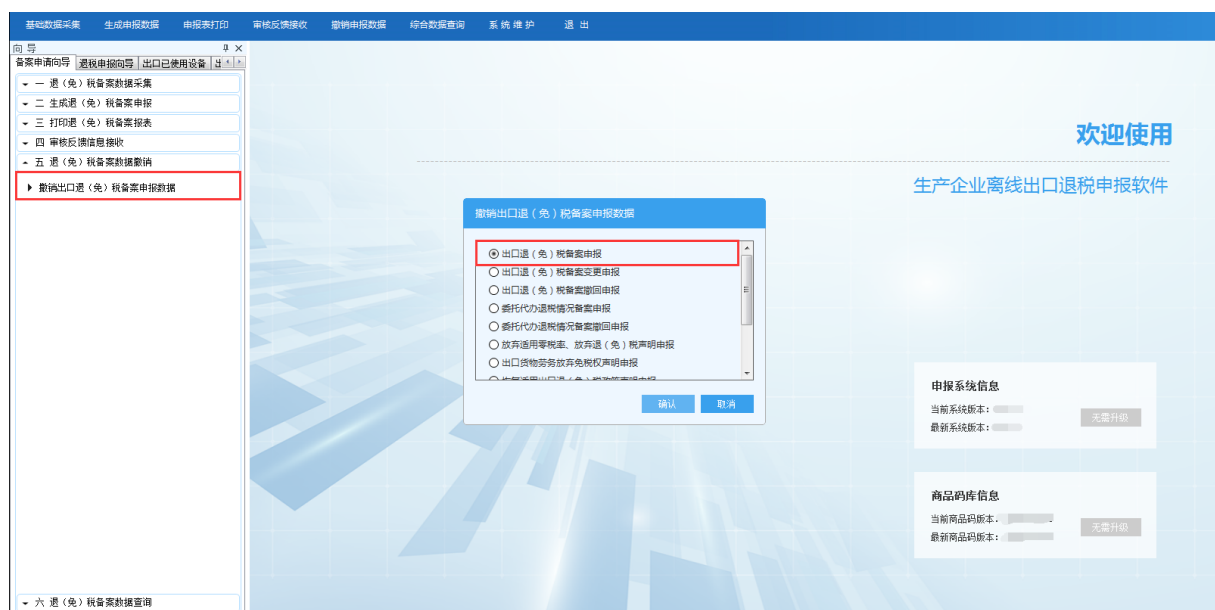 基础数据采集 生成申报数据 申报表打印 审核反馈接收 撤销申报数据 综合数据查询 系统维护 退出
向导
备案申请向导 退税申报向导 出口已使用设备
一 退（免）税备案数据采集
二 生成退（免）税备案申报
三 打印退（免）税备案报表
四 审核反馈信息接收
五 退（免）税备案数据撤销
撤销出口退（免）税备案申报数据
六 退（免）税备案数据查询
欢迎使用
生产企业离线出口退税申报软件
撤销出口退（免）税备案申报数据
出口退（免）税备案申报
出口退（免）税备案变更申报
出口退（免）税备案撤回申报
委托代办退税情况备案申报
委托代办退税情况备案撤回申报
放弃适用零税率、放弃退（免）税声明申报
出口货物劳务放弃免税权声明申报
确认 取消
申报系统信息
当前系统版本：
最新系统版本：
无需升级
商品码库信息
当前商品码版本：
最新商品码版本：
无需升级